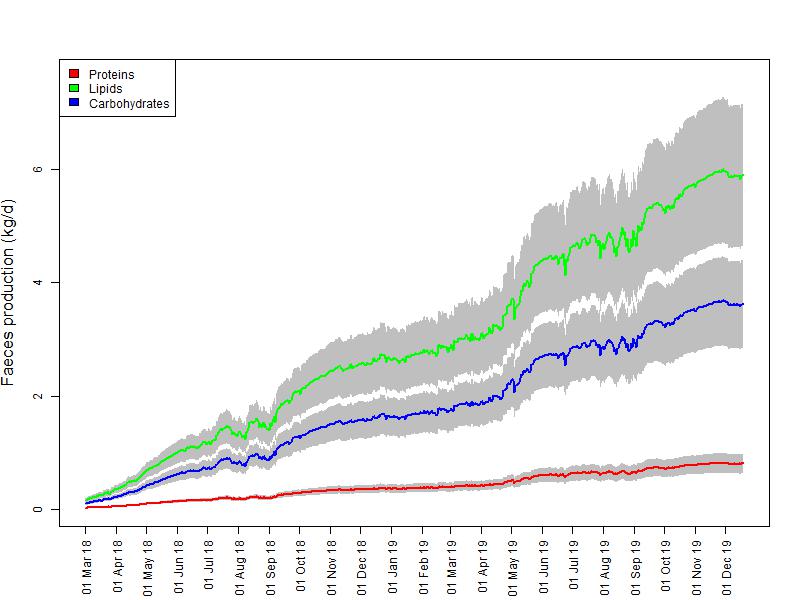 Proteins
Lipids
Carbohydrates
Faeces production (kg/d)
6
4
2
0
01 Mar 18
01 Apr 18
01 May 18
01 Jun 18
01 Jul 18
01 Aug 18
01 Sep 18
01 Oct 18
01 Nov 18
01 Dec 18
01 Jan 19
01 Feb 19
01 Mar 19
01 Apr 19
01 May 19
01 Jun 19
01 Jul 19
01 Aug 19
01 Sep 19
01 Oct 19
01 Nov 19
01 Dec 19